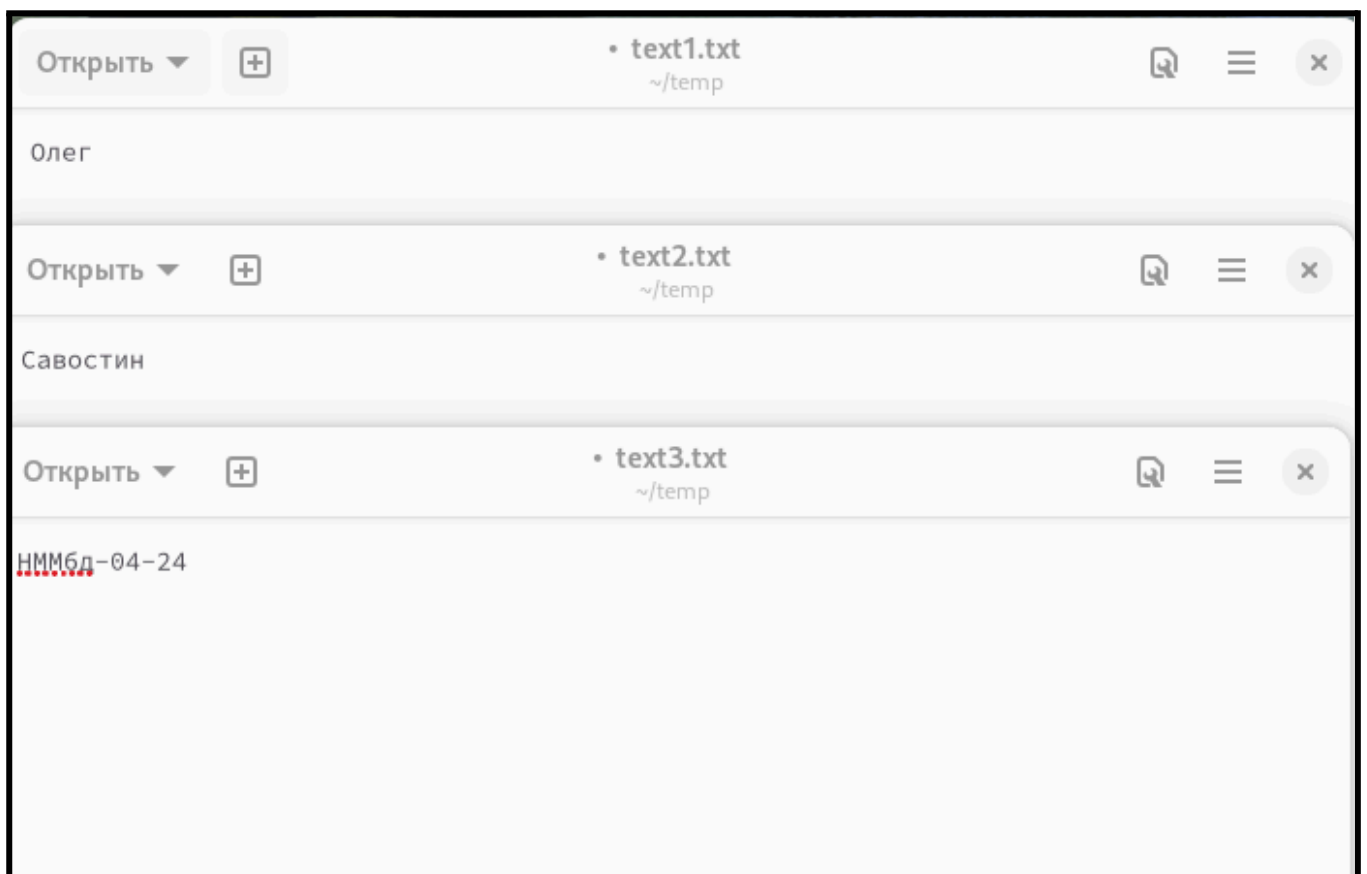 Открыть
• text1.txt
~/temp
Олег
Открыть
• text2.txt
~/temp
Савостин
Открыть
• text3.txt
~/temp
НММбд-04-24